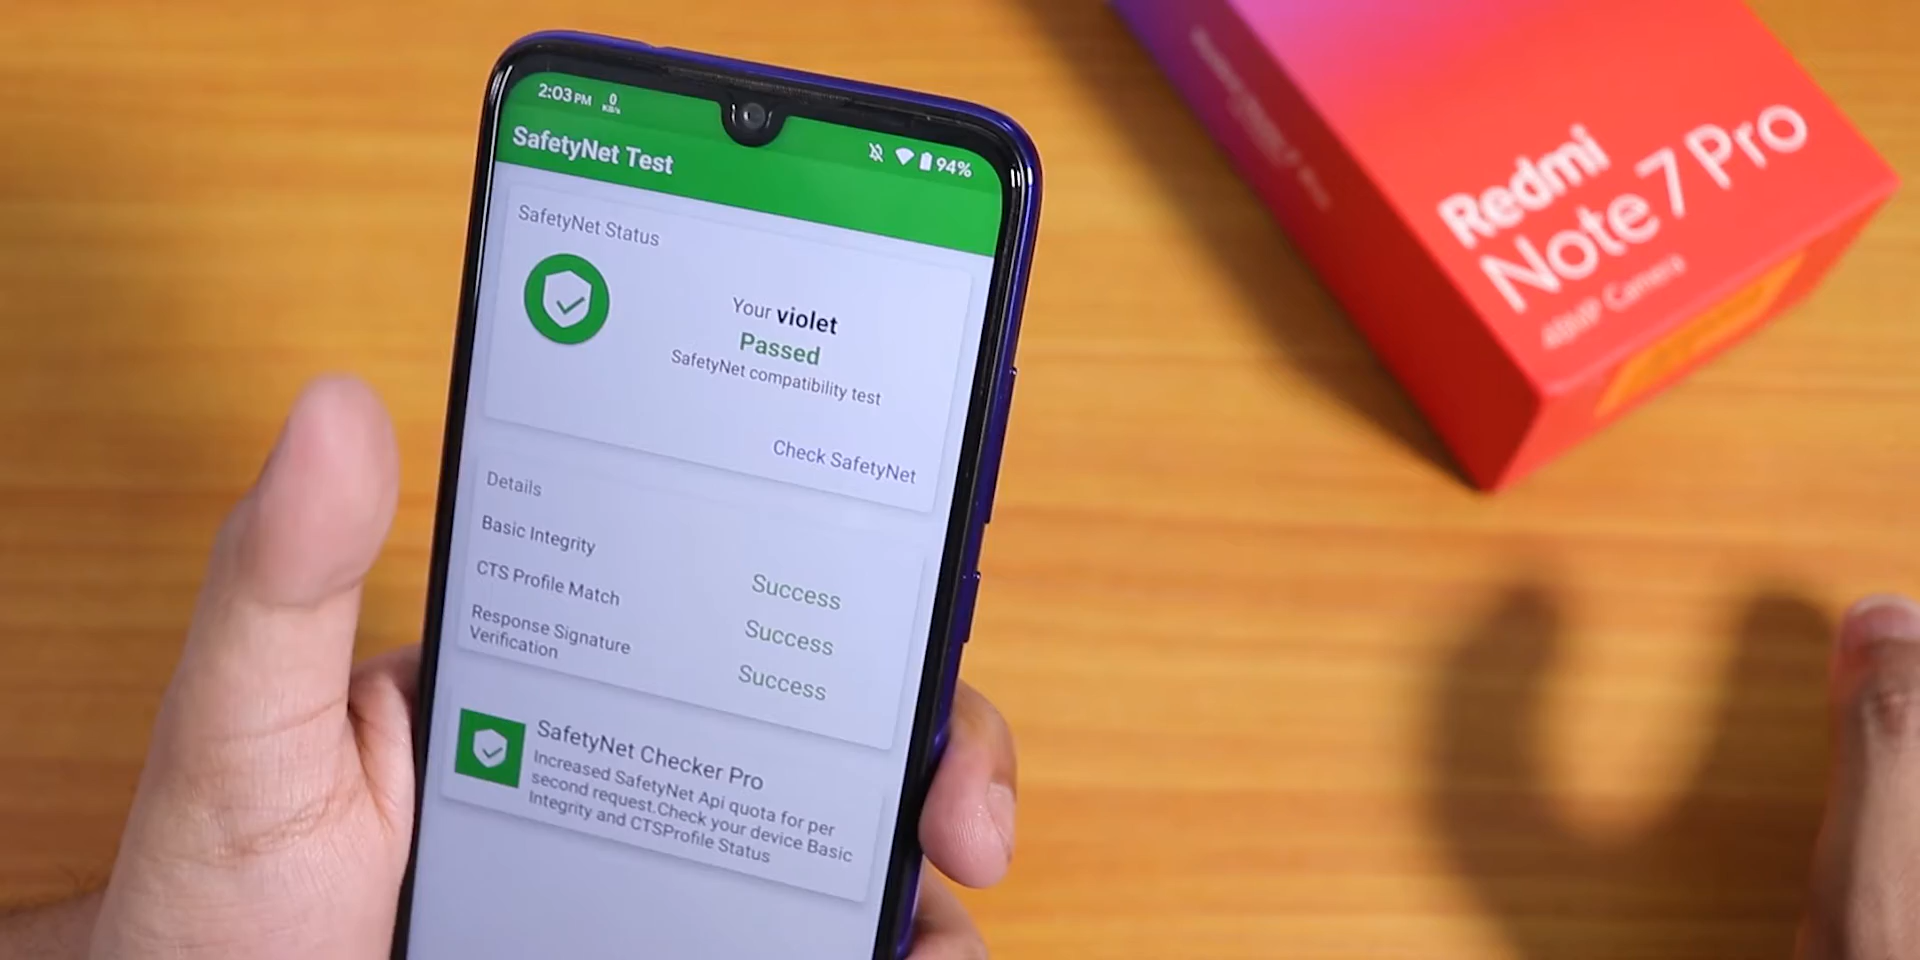 2:03 PM 0 KB/s
94%
SafetyNet Test
SafetyNet Status
Your violet
Passed
SafetyNet compatibility test
Check SafetyNet
Details
Basic Integrity Success
CTS Profile Match Success
Response Signature
Verification Success
SafetyNet Checker Pro
Increased SafetyNet Api quota for per
second request.Check your device Basic
Integrity and CTSProfile Status
Redmi
Note 7 Pro
48MP Camera